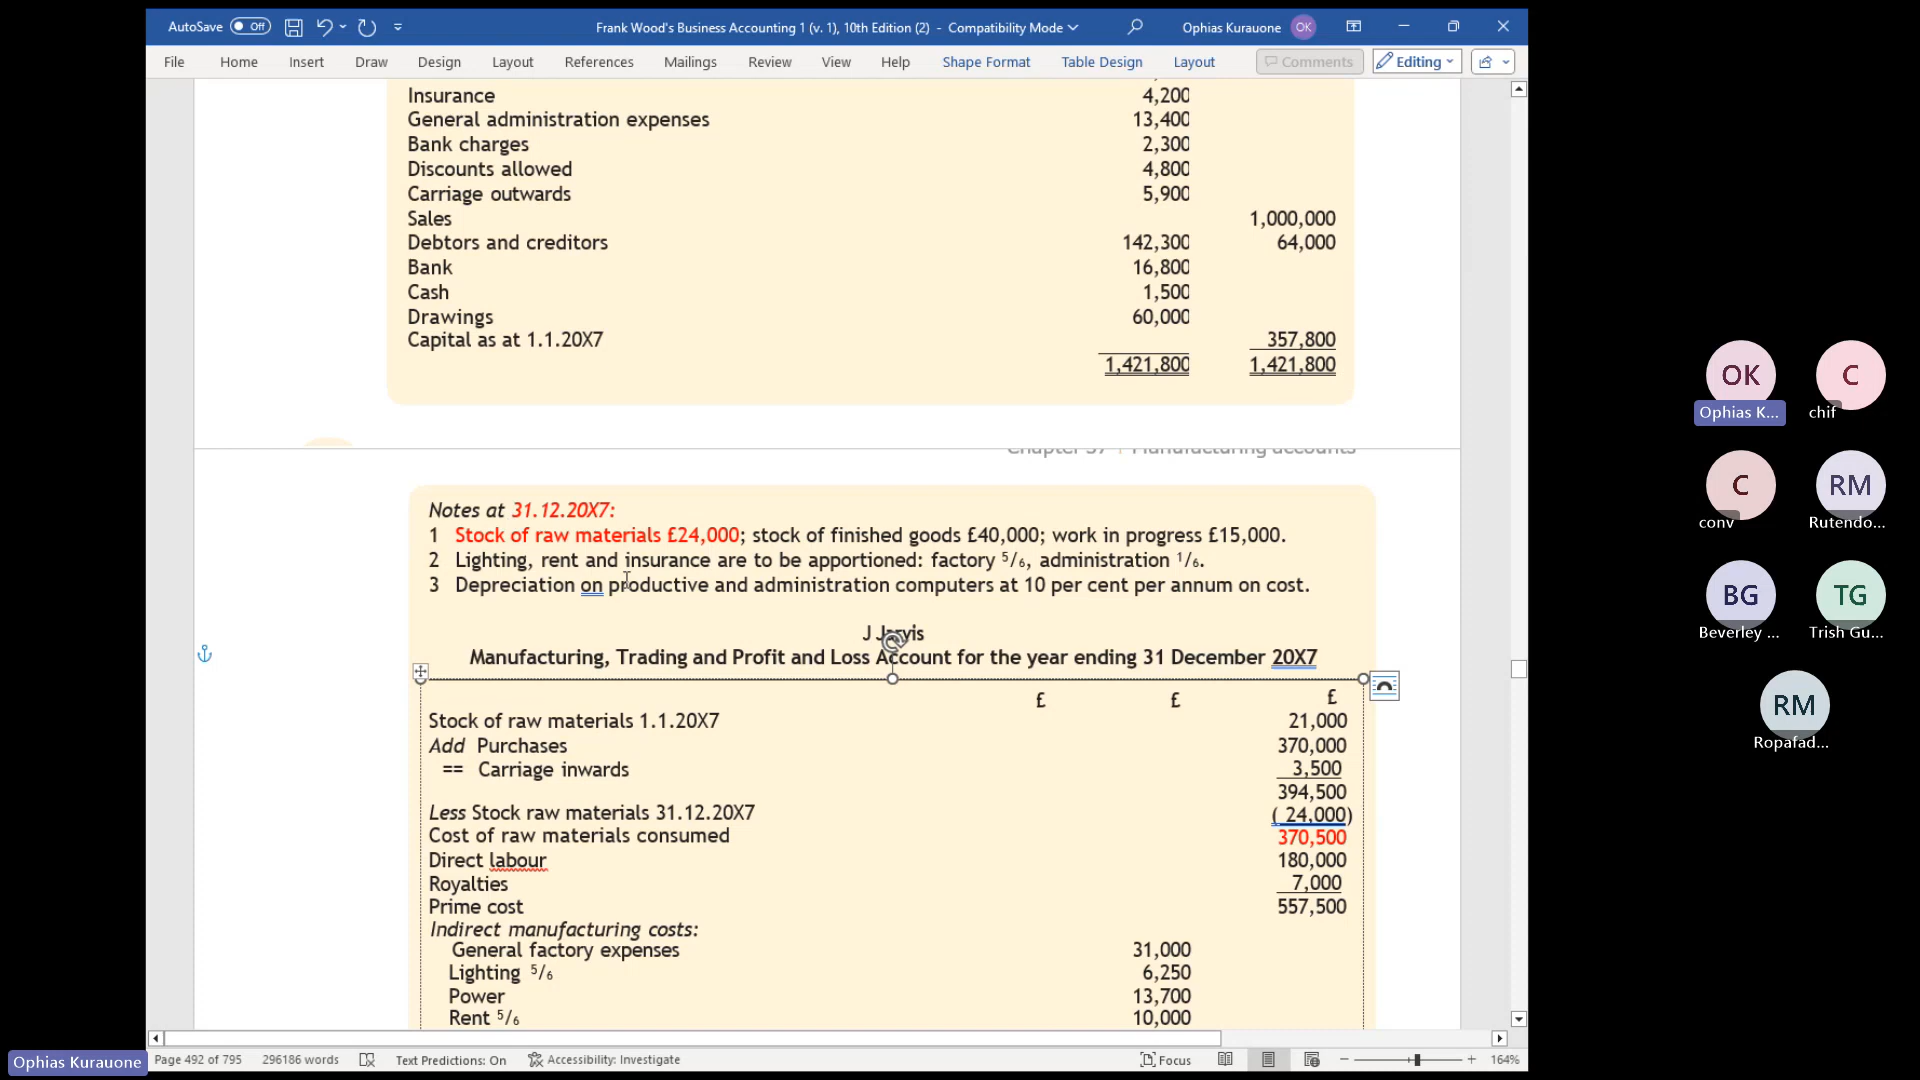 AutoSave Off Frank Wood's Business Accounting 1 (v. 1), 10th Edition (2) - Compatibility Mode Ophias Kurauone OK
File Home Insert Draw Design Layout References Mailings Review View Help Shape Format Table Design Layout Comments Editing
Insurance 4,200
General administration expenses 13,400
Bank charges 2,300
Discounts allowed 4,800
Carriage outwards 5,900
Sales 1,000,000
Debtors and creditors 142,300 64,000
Bank 16,800
Cash 1,500
Drawings 60,000
Capital as at 1.1.20X7 357,800
1,421,800 1,421,800
Chapter 37 | Manufacturing accounts
Notes at 31.12.20X7:
1 Stock of raw materials £24,000; stock of finished goods £40,000; work in progress £15,000.
2 Lighting, rent and insurance are to be apportioned: factory 5/6, administration 1/6.
3 Depreciation on productive and administration computers at 10 per cent per annum on cost.
J Jarvis
Manufacturing, Trading and Profit and Loss Account for the year ending 31 December 20X7
£ £ £
Stock of raw materials 1.1.20X7 21,000
Add Purchases 370,000
== Carriage inwards 3,500
394,500
Less Stock raw materials 31.12.20X7 ( 24,000)
Cost of raw materials consumed 370,500
Direct labour 180,000
Royalties 7,000
Prime cost 557,500
Indirect manufacturing costs:
General factory expenses 31,000
Lighting 5/6 6,250
Power 13,700
Rent 5/6 10,000
Page 492 of 795 296186 words Text Predictions: On Accessibility: Investigate Focus 164%
Ophias Kurauone
OK C
Ophias K... chif
C RM
conv Rutendo...
BG TG
Beverley ... Trish Gu...
RM
Ropafad...